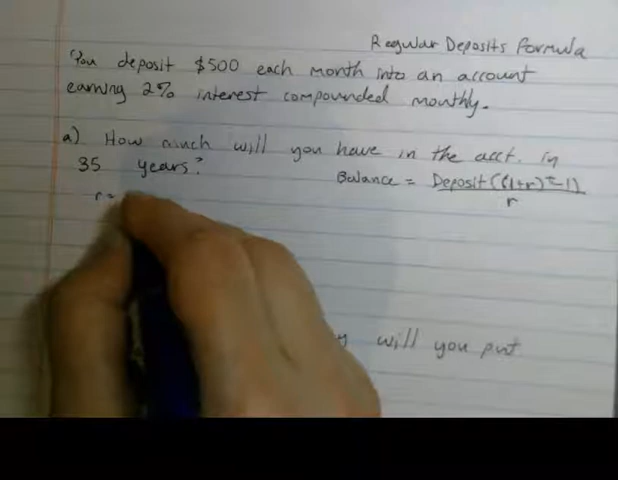 Regular Deposits Formula
You deposit $500 each month into an account
earning 2% interest compounded monthly.
a) How much will you have in the acct. in
35 years?
Balance = Deposit((1+r)ᵗ-1)
r
r=
will you put